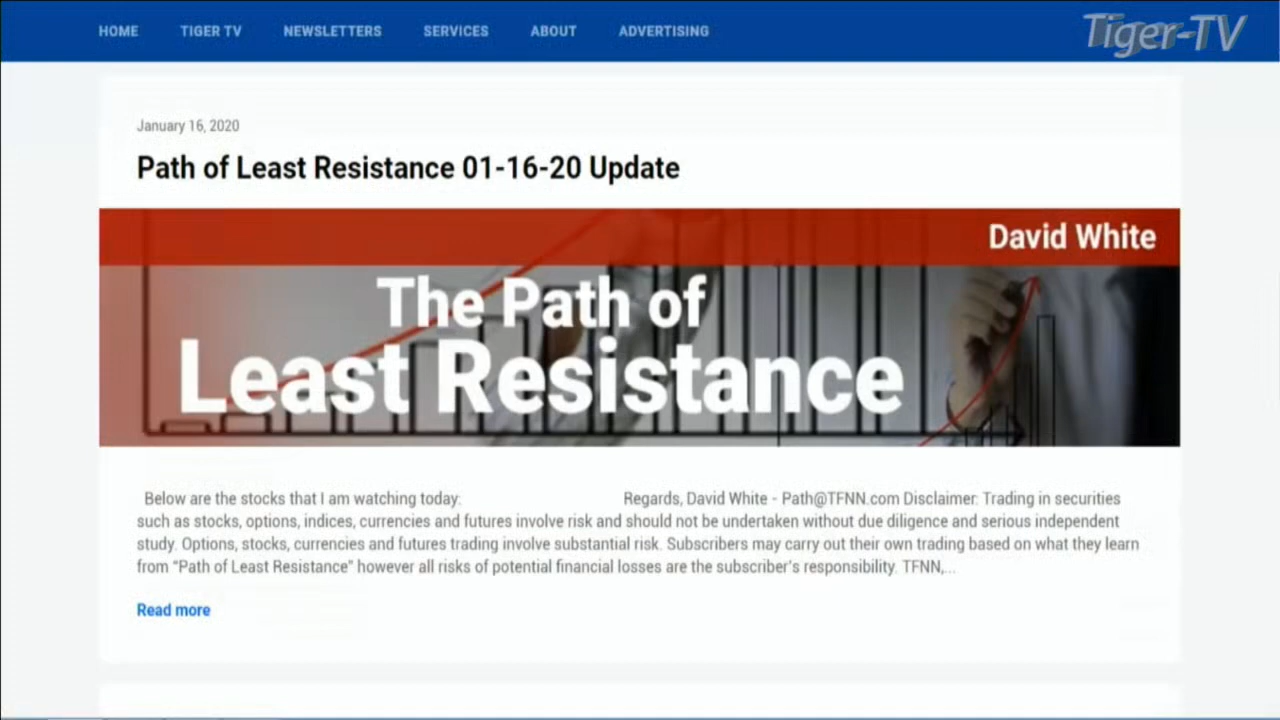 HOME TIGER TV NEWSLETTERS SERVICES ABOUT ADVERTISING
Tiger-TV
January 16, 2020
Path of Least Resistance 01-16-20 Update
David White
The Path of
Least Resistance
Below are the stocks that I am watching today: Regards, David White - Path@TFNN.com Disclaimer: Trading in securities
such as stocks, options, indices, currencies and futures involve risk and should not be undertaken without due diligence and serious independent
study. Options, stocks, currencies and futures trading involve substantial risk. Subscribers may carry out their own trading based on what they learn
from “Path of Least Resistance” however all risks of potential financial losses are the subscriber's responsibility. TFNN,...
Read more